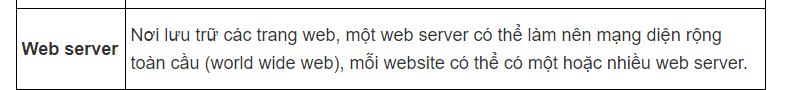 Web server
Nơi lưu trữ các trang web, một web server có thể làm nên mạng diện rộng
toàn cầu (world wide web), mỗi website có thể có một hoặc nhiều web server.